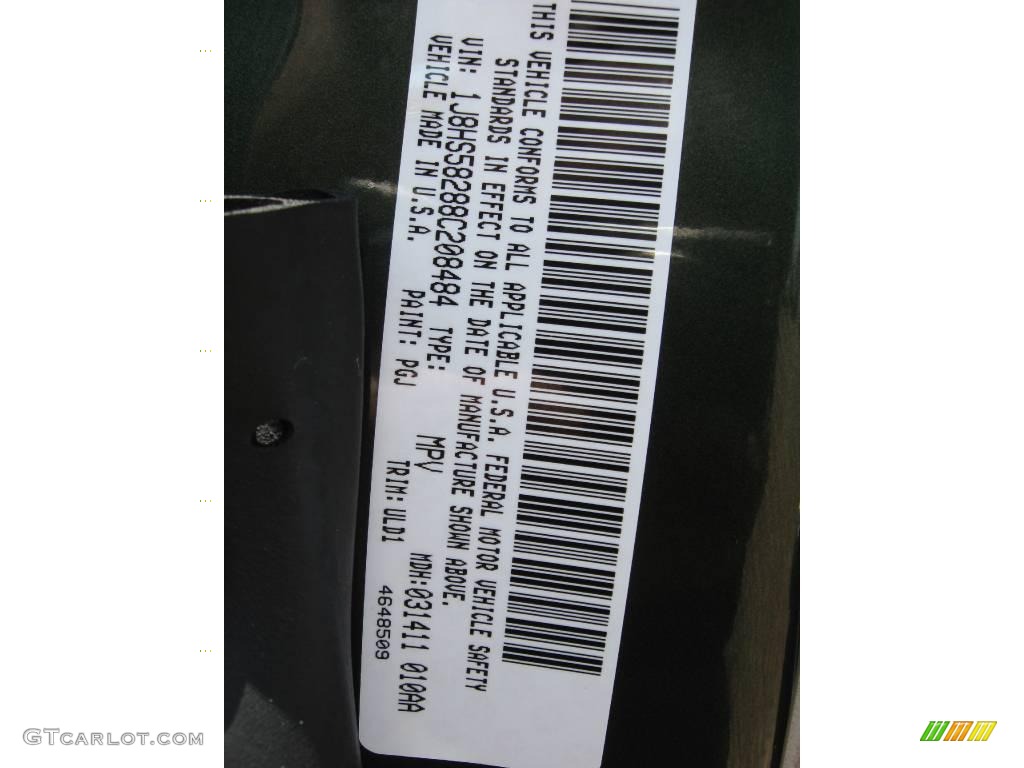 THIS VEHICLE CONFORMS TO ALL APPLICABLE U.S.A. FEDERAL MOTOR VEHICLE SAFETY
STANDARDS IN EFFECT ON THE DATE OF MANUFACTURE SHOWN ABOVE.
VIN: 1J8HS58288C208484 TYPE: MPV MDH:031411 010AA
VEHICLE MADE IN U.S.A. PAINT: PGJ TRIM: ULD1 4648509
GTCARLOT.COM